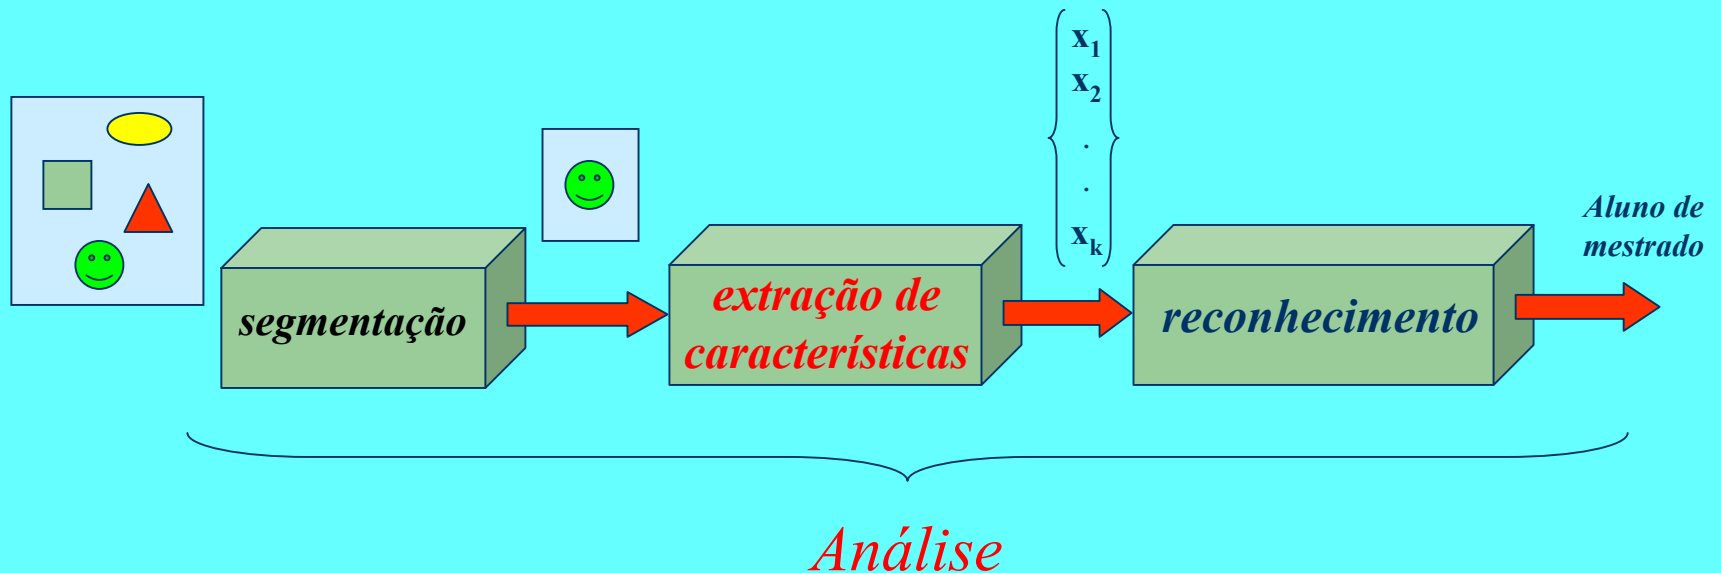 x1
x2
.
.
xk
Aluno de
mestrado
segmentação
extração de
características
reconhecimento
Análise